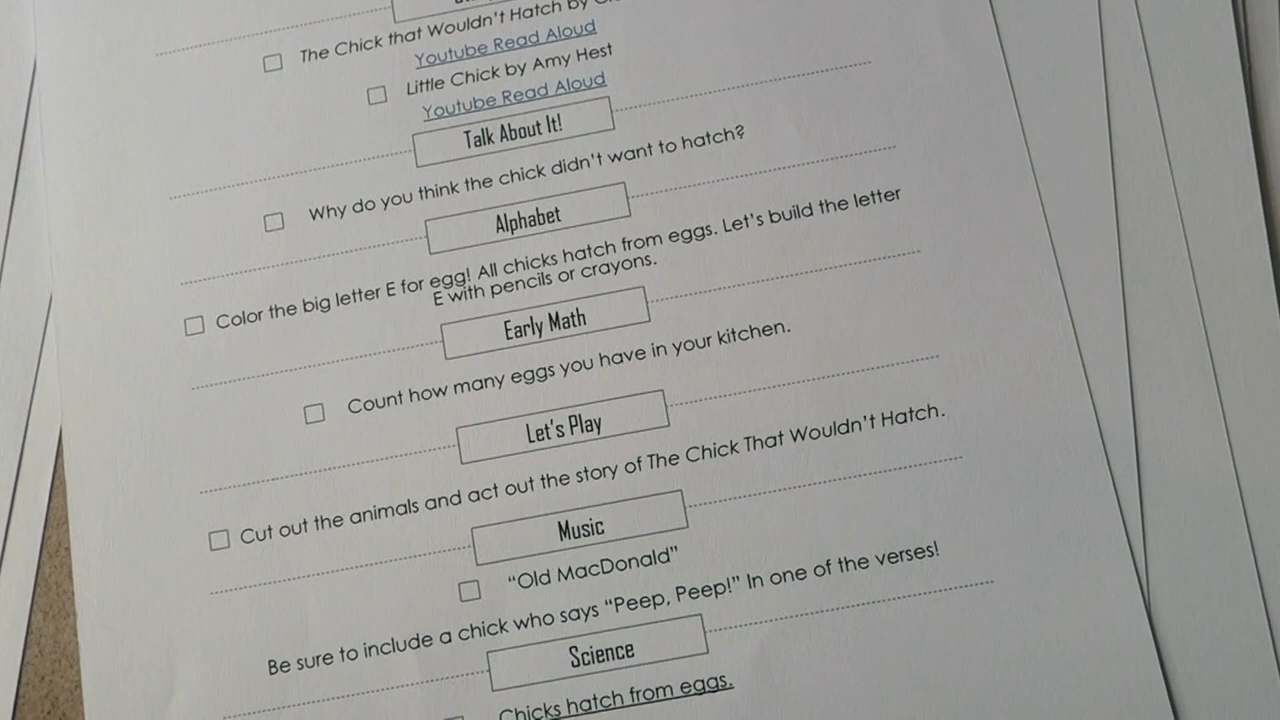 The Chick that Wouldn't Hatch by
Youtube Read Aloud
Little Chick by Amy Hest
Youtube Read Aloud
Talk About It!
Why do you think the chick didn't want to hatch?
Alphabet
Color the big letter E for egg! All chicks hatch from eggs. Let's build the letter
E with pencils or crayons.
Early Math
Count how many eggs you have in your kitchen.
Let's Play
Cut out the animals and act out the story of The Chick That Wouldn't Hatch.
Music
"Old MacDonald"
Be sure to include a chick who says "Peep, Peep!" In one of the verses!
Science
Chicks hatch from eggs.